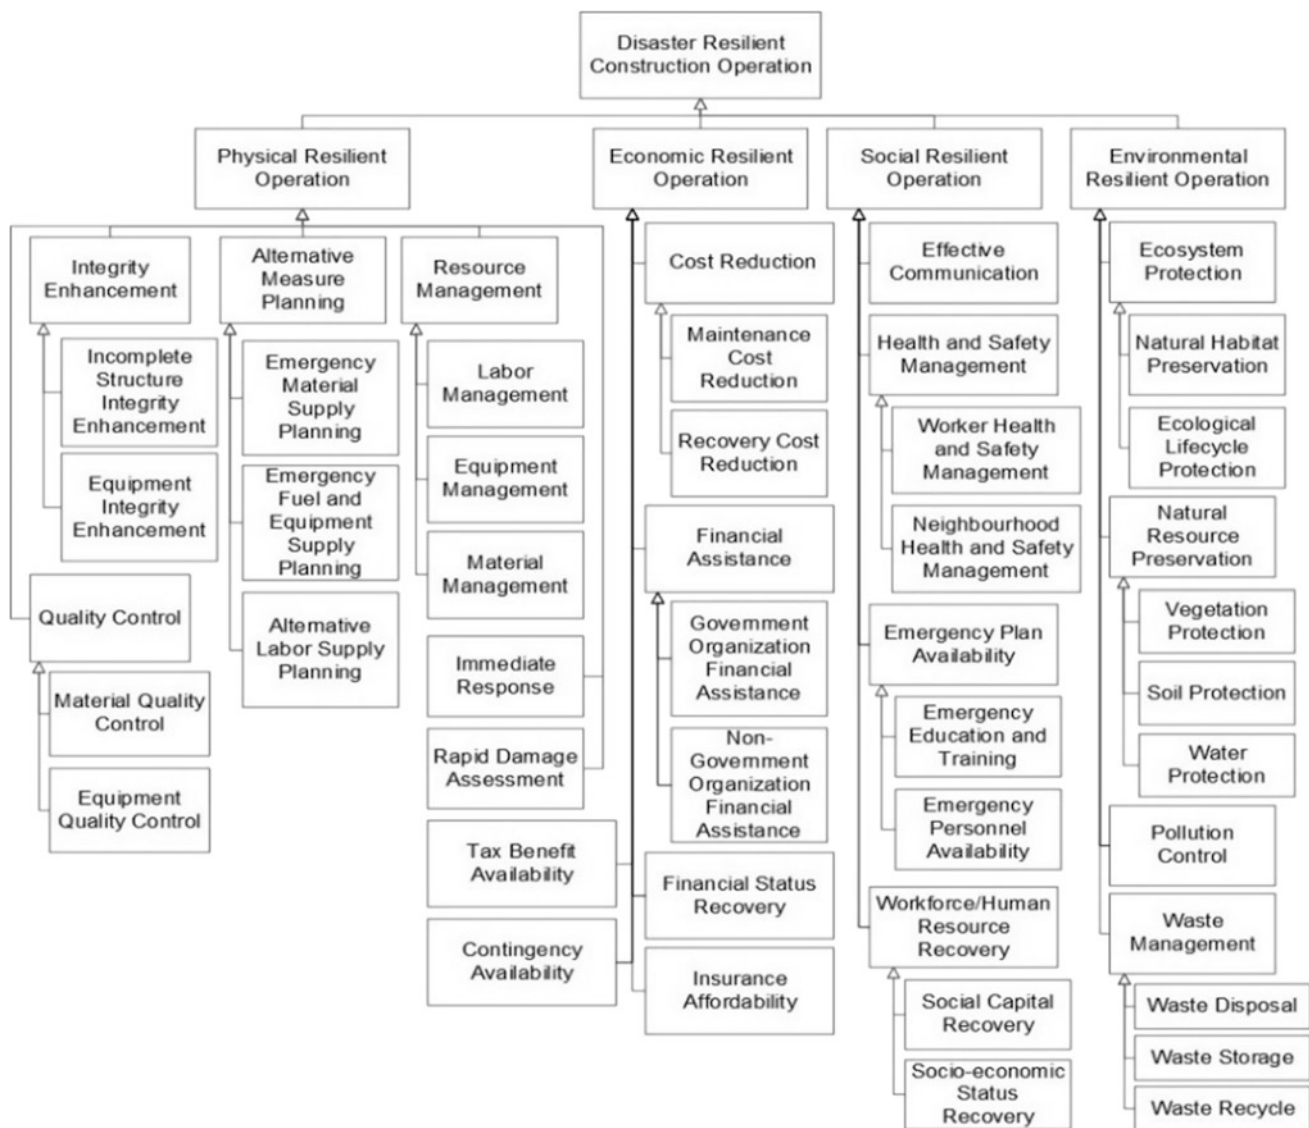 Disaster Resilient
Construction Operation
Physical Resilient
Operation
Economic Resilient
Operation
Social Resilient
Operation
Environmental
Resilient Operation
Integrity
Enhancement
Incomplete
Structure
Integrity
Enhancement
Equipment
Integrity
Enhancement
Quality Control
Material Quality
Control
Equipment
Quality Control
Alternative
Measure
Planning
Emergency
Material
Supply
Planning
Emergency
Fuel and
Equipment
Supply
Planning
Alternative
Labor Supply
Planning
Resource
Management
Labor
Management
Equipment
Management
Material
Management
Immediate
Response
Rapid Damage
Assessment
Tax Benefit
Availability
Contingency
Availability
Cost Reduction
Maintenance
Cost
Reduction
Recovery Cost
Reduction
Financial
Assistance
Government
Organization
Financial
Assistance
Non-
Government
Organization
Financial
Assistance
Financial Status
Recovery
Insurance
Affordability
Effective
Communication
Health and Safety
Management
Worker Health
and Safety
Management
Neighbourhood
Health and Safety
Management
Emergency Plan
Availability
Emergency
Education and
Training
Emergency
Personnel
Availability
Workforce/Human
Resource
Recovery
Social Capital
Recovery
Socio-economic
Status
Recovery
Ecosystem
Protection
Natural Habitat
Preservation
Ecological
Lifecycle
Protection
Natural
Resource
Preservation
Vegetation
Protection
Soil Protection
Water
Protection
Pollution
Control
Waste
Management
Waste Disposal
Waste Storage
Waste Recycle